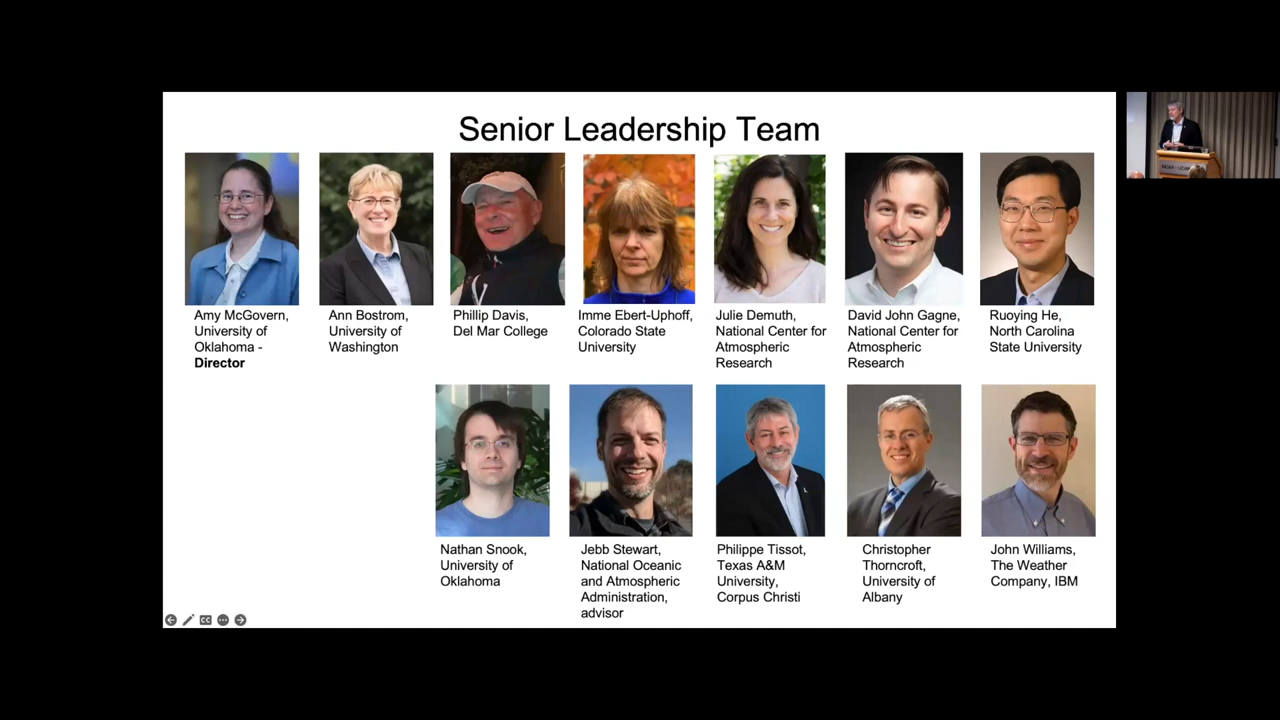 Senior Leadership Team
Amy McGovern,
University of
Oklahoma -
Director
Ann Bostrom,
University of
Washington
Phillip Davis,
Del Mar College
Imme Ebert-Uphoff,
Colorado State
University
Julie Demuth,
National Center for
Atmospheric
Research
David John Gagne,
National Center for
Atmospheric
Research
Ruoying He,
North Carolina
State University
Nathan Snook,
University of
Oklahoma
Jebb Stewart,
National Oceanic
and Atmospheric
Administration,
advisor
Philippe Tissot,
Texas A&M
University,
Corpus Christi
Christopher
Thorncroft,
University of
Albany
John Williams,
The Weather
Company, IBM
CC